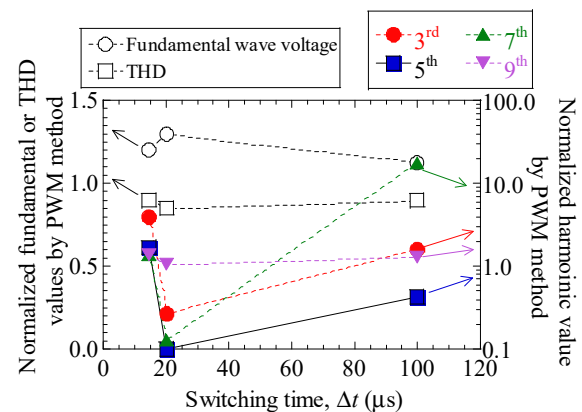 Fundamental wave voltage
THD
3rd
7th
5th
9th
Normalized fundamental or THD
values by PWM method
1.5
1.0
0.5
0.0
100.0
10.0
1.0
0.1
Normalized harmoinic value
by PWM method
0 20 40 60 80 100 120
Switching time, Δt (μs)